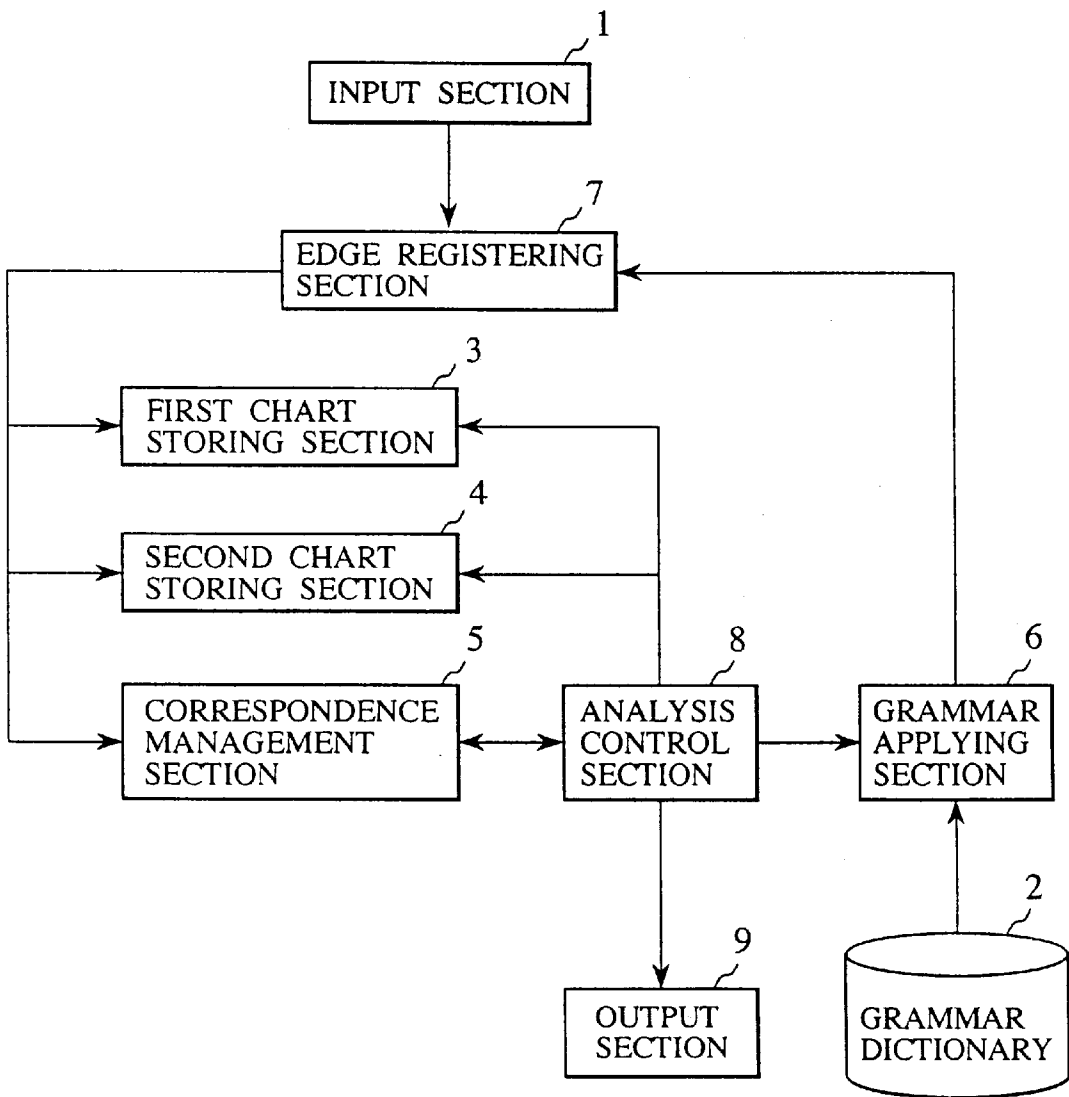 1
INPUT SECTION
7
EDGE REGISTERING
SECTION
3
FIRST CHART
STORING SECTION
4
SECOND CHART
STORING SECTION
5
CORRESPONDENCE
MANAGEMENT
SECTION
8
ANALYSIS
CONTROL
SECTION
6
GRAMMAR
APPLYING
SECTION
9
OUTPUT
SECTION
2
GRAMMAR
DICTIONARY